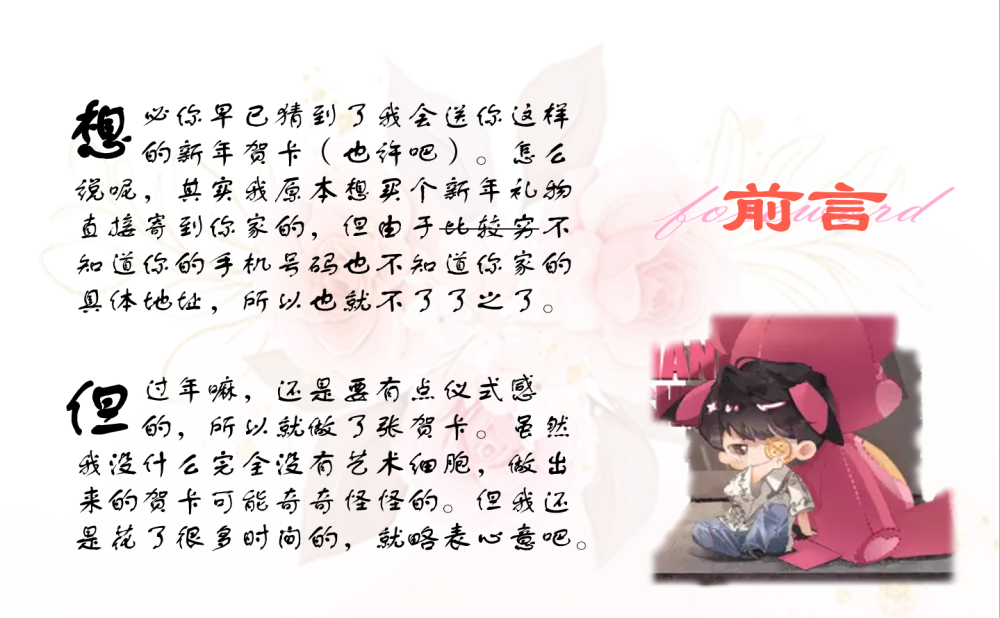 想必你早已猜到了我会送你这样
的新年贺卡（也许吧）。怎么
说呢，其实我原本想买个新年礼物
直接寄到你家的，但由于比较穷不
知道你的手机号码也不知道你家的
具体地址，所以也就不了了之了。
但过年嘛，还是要有点仪式感
的，所以就做了张贺卡。虽然
我没什么完全没有艺术细胞，做出
来的贺卡可能奇奇怪怪的。但我还
是花了很多时间的，就略表心意吧。
前言